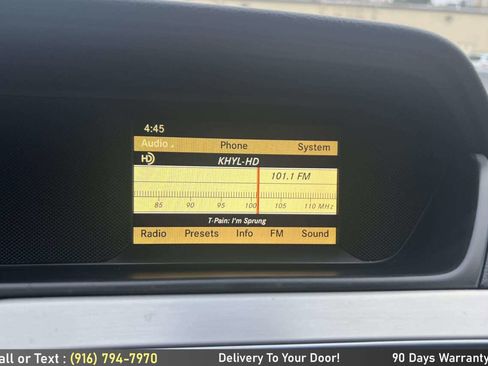 4:45
Audio Phone System
HD KHYL-HD
101.1 FM
85 90 95 100 105 110 MHz
T-Pain: I'm Sprung
Radio Presets Info FM Sound
all or Text : (916) 794-7970 Delivery To Your Door! 90 Days Warranty